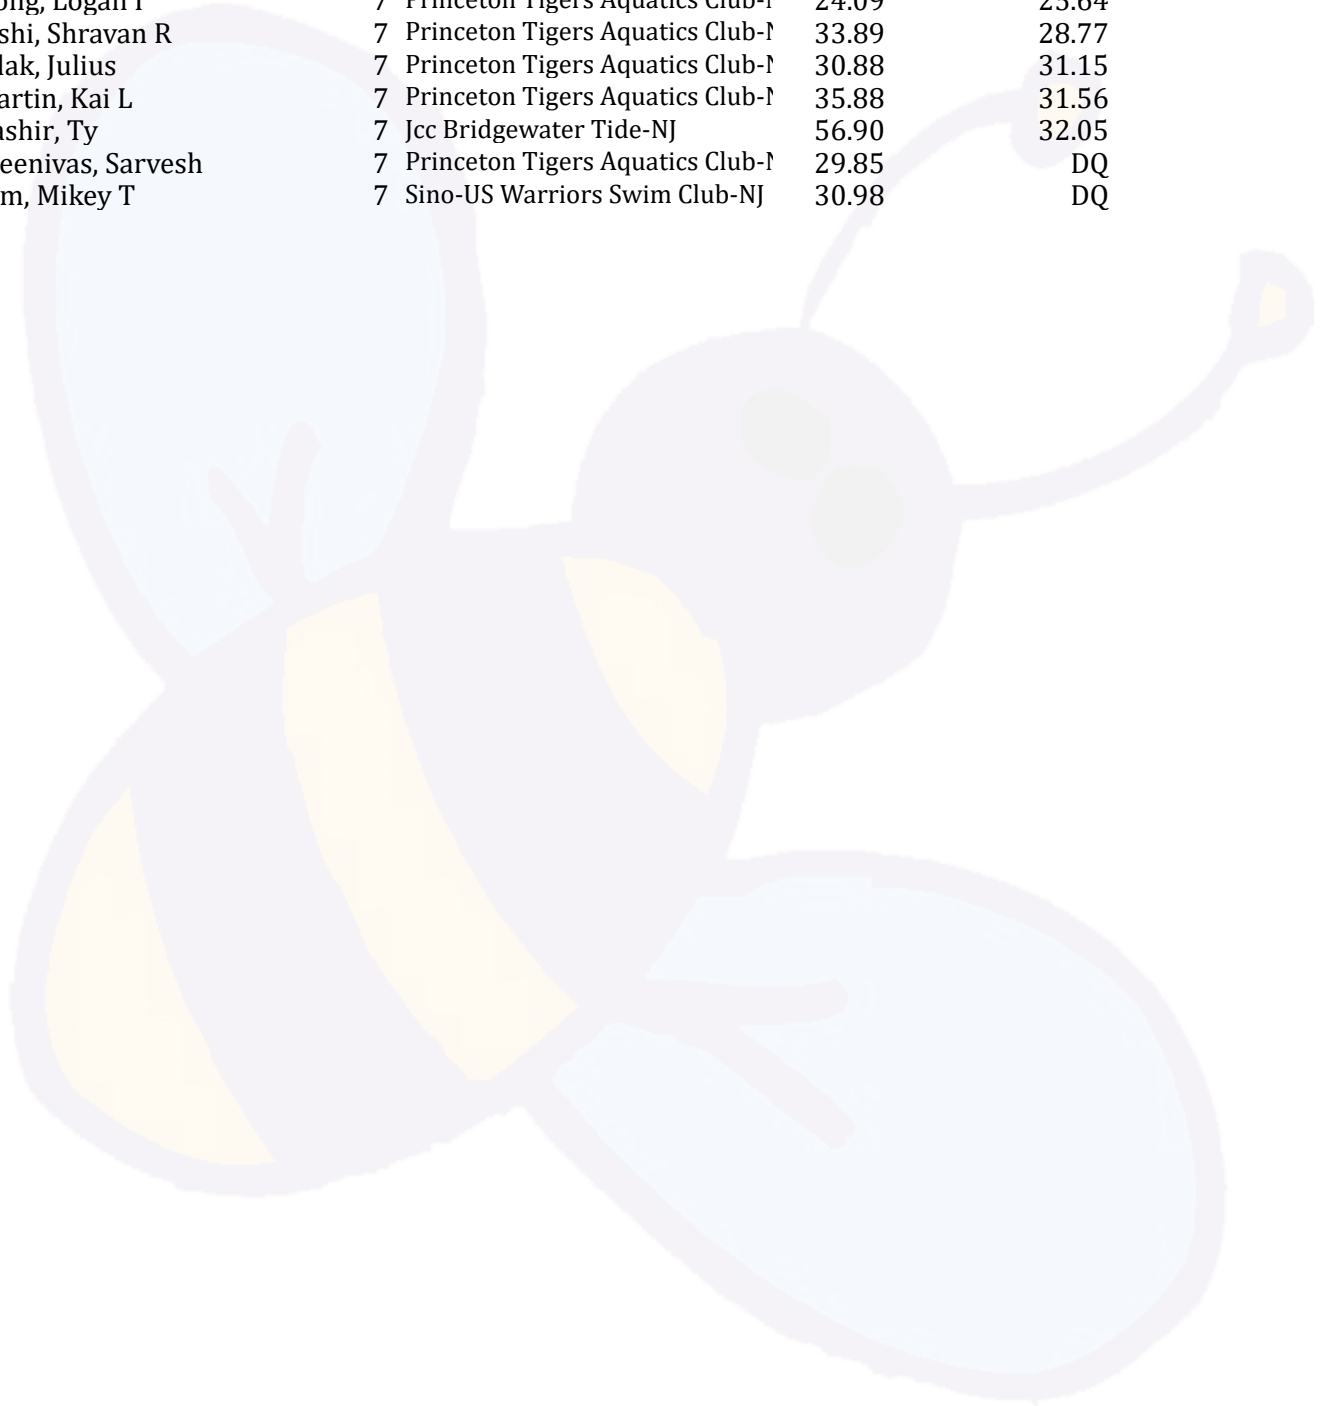 Logan 7 Princeton Tigers Aquatics Club-N 24.09 25.64
shi, Shravan R 7 Princeton Tigers Aquatics Club-N 33.89 28.77
lak, Julius 7 Princeton Tigers Aquatics Club-N 30.88 31.15
artin, Kai L 7 Princeton Tigers Aquatics Club-N 35.88 31.56
ashir, Ty 7 Jcc Bridgewater Tide-NJ 56.90 32.05
eenivas, Sarvesh 7 Princeton Tigers Aquatics Club-N 29.85 DQ
m, Mikey T 7 Sino-US Warriors Swim Club-NJ 30.98 DQ